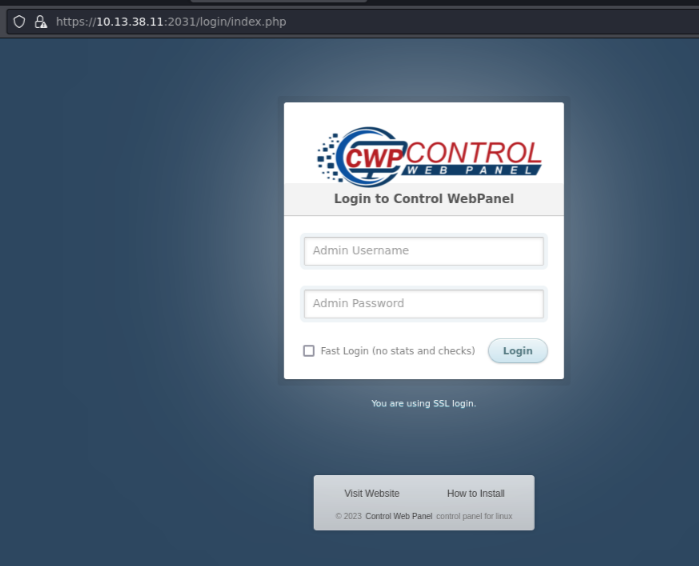 https://10.13.38.11:2031/login/index.php
CWP CONTROL
WEB PANEL
Login to Control WebPanel
Admin Username
Admin Password
Fast Login (no stats and checks) Login
You are using SSL login.
Visit Website How to Install
© 2023 Control Web Panel control panel for linux